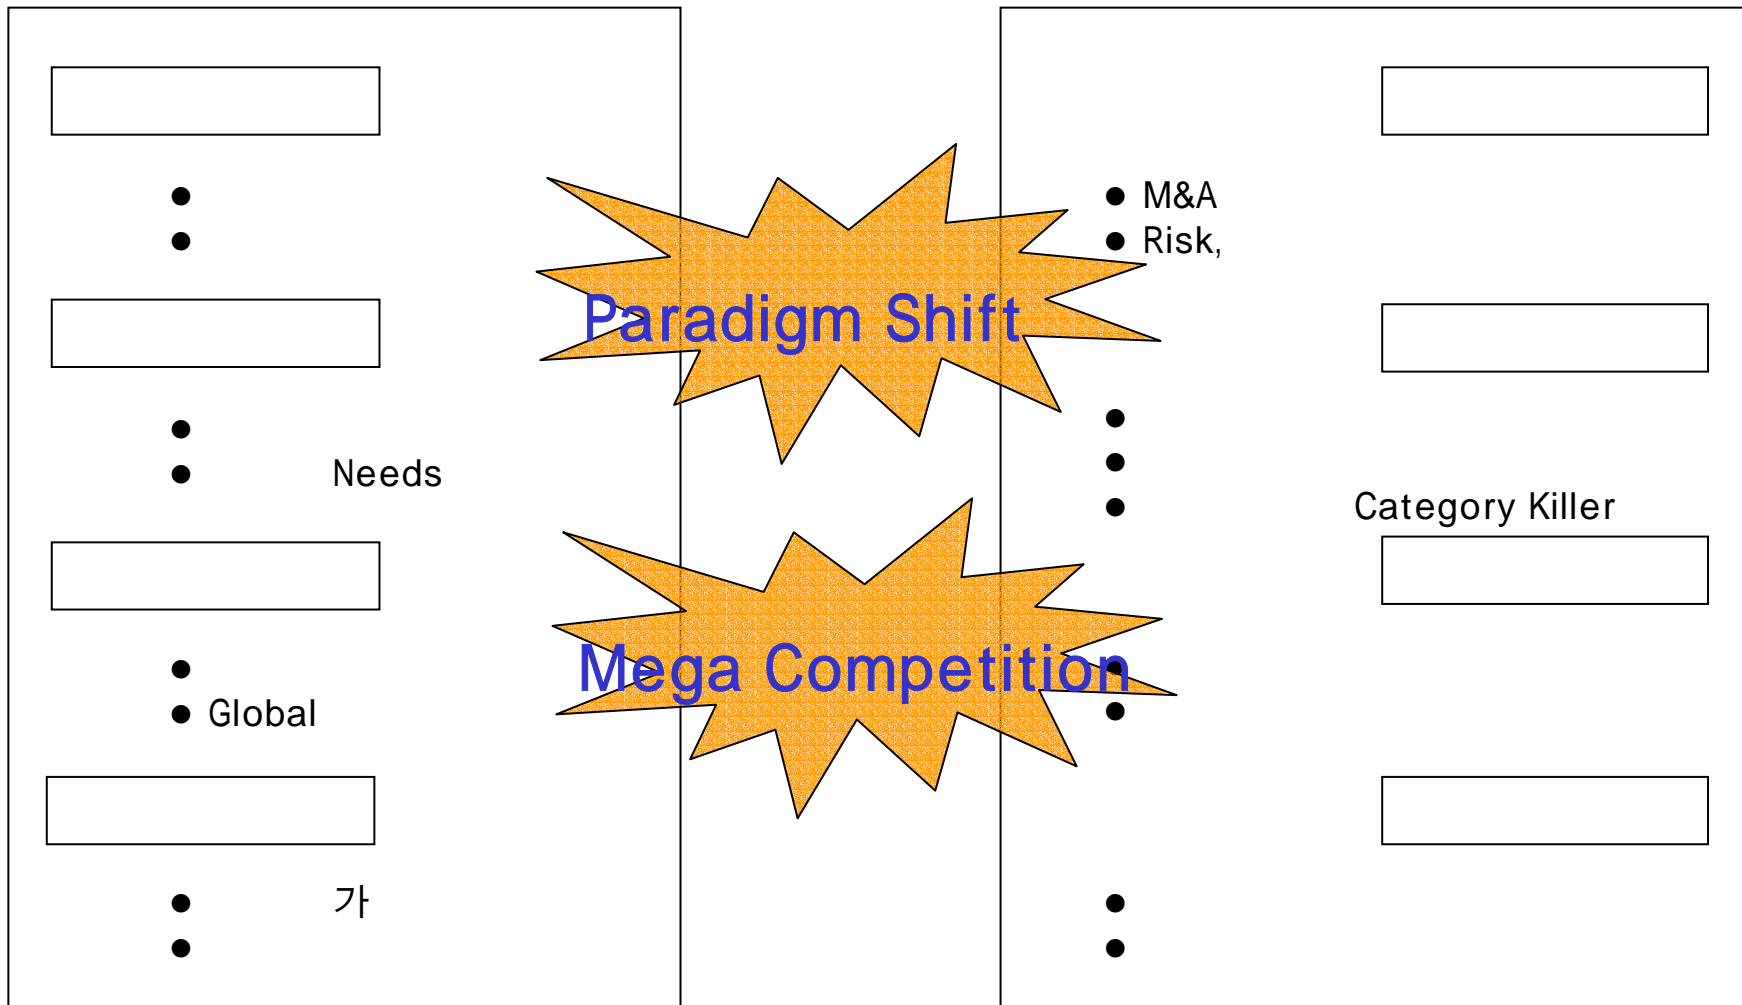 ● 
● 
● 
● Needs
● 
● Global
● 가
● 
Paradigm Shift
Mega Competition
● M&A
● Risk,
● 
● 
● Category Killer
● 
● 
● 
●